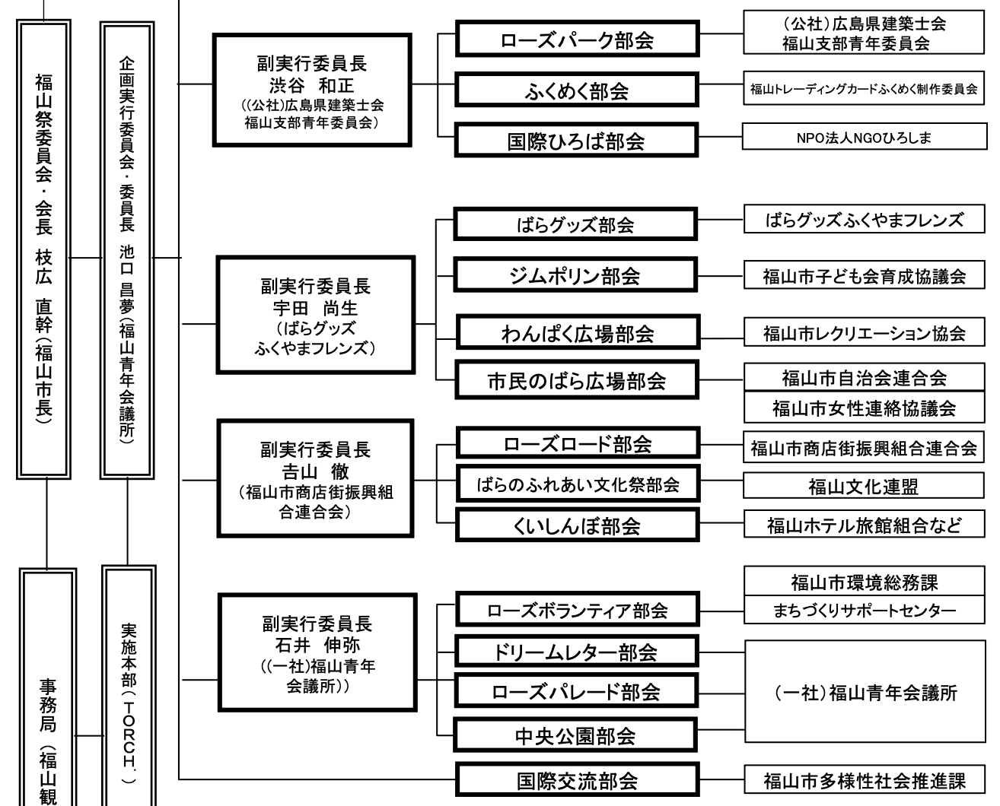 福山祭委員会・会長　枝広　直幹（福山市長）
企画実行委員会・委員長　池口　昌夢（福山青年会議所）
事務局（福山観
実施本部（TORCH.）
副実行委員長
渋谷　和正
（（公社）広島県建築士会
福山支部青年委員会）
ローズパーク部会
（公社）広島県建築士会
福山支部青年委員会
ふくめく部会
福山トレーディングカードふくめく制作委員会
国際ひろば部会
NPO法人NGOひろしま
副実行委員長
宇田　尚生
（ばらグッズ
ふくやまフレンズ）
ばらグッズ部会
ばらグッズふくやまフレンズ
ジムポリン部会
福山市子ども会育成協議会
わんぱく広場部会
福山市レクリエーション協会
市民のばら広場部会
福山市自治会連合会
福山市女性連絡協議会
副実行委員長
𠮷山　徹
（福山市商店街振興組
合連合会）
ローズロード部会
福山市商店街振興組合連合会
ばらのふれあい文化祭部会
福山文化連盟
くいしんぼ部会
福山ホテル旅館組合など
副実行委員長
石井　伸弥
（（一社）福山青年
会議所））
ローズボランティア部会
福山市環境総務課
まちづくりサポートセンター
ドリームレター部会
ローズパレード部会
中央公園部会
（一社）福山青年会議所
国際交流部会
福山市多様性社会推進課